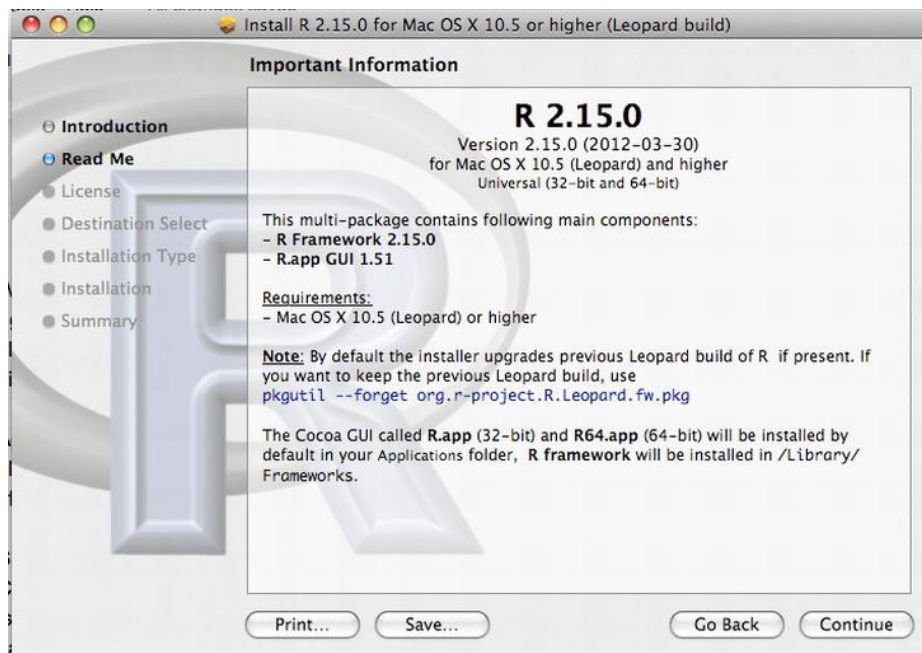 Install R 2.15.0 for Mac OS X 10.5 or higher (Leopard build)
Important Information
Introduction
Read Me
License
Destination Select
Installation Type
Installation
Summary
R 2.15.0
Version 2.15.0 (2012-03-30)
for Mac OS X 10.5 (Leopard) and higher
Universal (32-bit and 64-bit)
This multi-package contains following main components:
- R Framework 2.15.0
- R.app GUI 1.51
Requirements:
- Mac OS X 10.5 (Leopard) or higher
Note: By default the installer upgrades previous Leopard build of R if present. If
you want to keep the previous Leopard build, use
pkgutil --forget org.r-project.R.Leopard.fw.pkg
The Cocoa GUI called R.app (32-bit) and R64.app (64-bit) will be installed by
default in your Applications folder, R framework will be installed in /Library/
Frameworks.
Print... Save... Go Back Continue